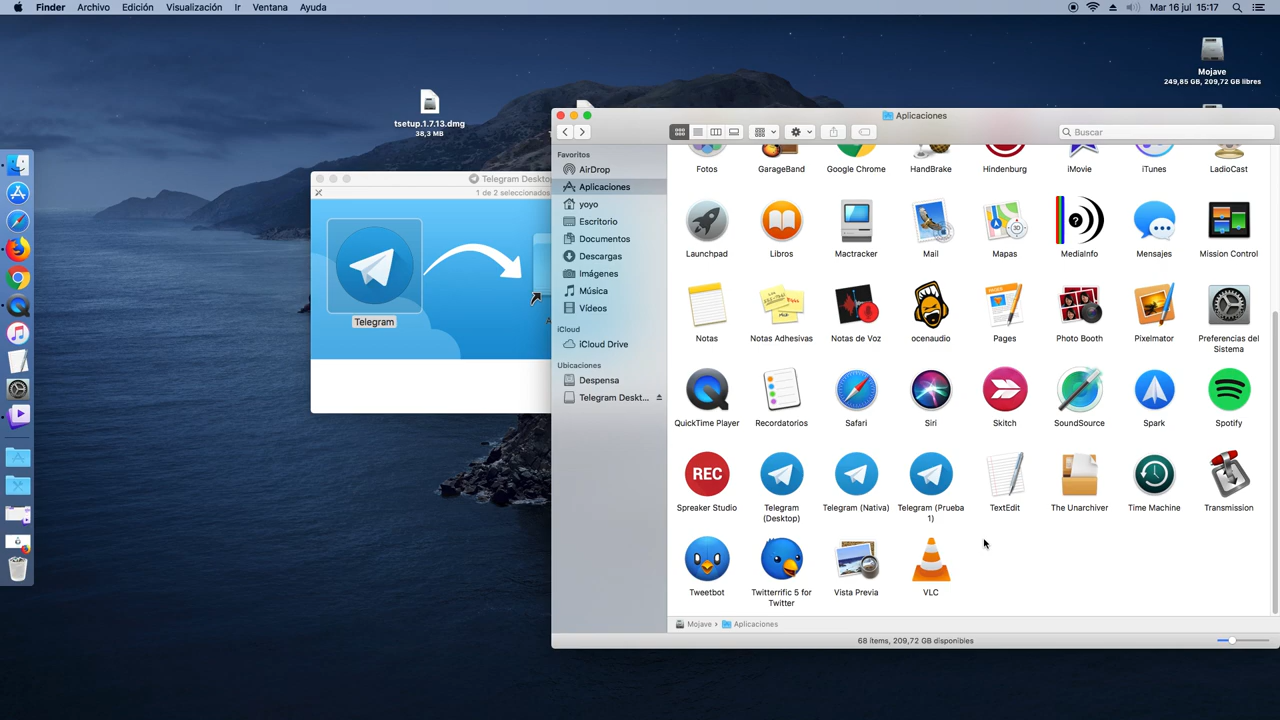 Finder Archivo Edición Visualización Ir Ventana Ayuda
Mar 16 jul 15:17
Mojave
249,85 GB, 209,72 GB libres
tsetup.1.7.13.dmg
38,3 MB
Telegram Deskto
1 de 2 seleccionados
Telegram
Aplicaciones
Buscar
Favoritos
AirDrop
Aplicaciones
yoyo
Escritorio
Documentos
Descargas
Imágenes
Música
Vídeos
iCloud
iCloud Drive
Ubicaciones
Despensa
Telegram Deskt...
Fotos GarageBand Google Chrome HandBrake Hindenburg iMovie iTunes LadioCast
Launchpad Libros Mactracker Mail Mapas MediaInfo Mensajes Mission Control
PAGES
Notas Notas Adhesivas Notas de Voz ocenaudio Pages Photo Booth Pixelmator Preferencias del
Sistema
QuickTime Player Recordatorios Safari Siri Skitch SoundSource Spark Spotify
REC
Spreaker Studio Telegram Telegram (Nativa) Telegram (Prueba TextEdit The Unarchiver Time Machine Transmission
(Desktop) 1)
Tweetbot Twitterrific 5 for Vista Previa VLC
Twitter
Mojave › Aplicaciones
68 ítems, 209,72 GB disponibles